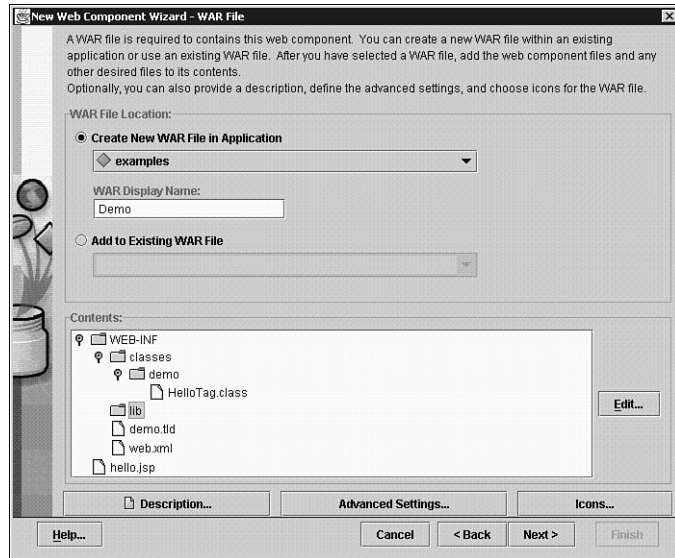 New Web Component Wizard - WAR File
A WAR file is required to contains this web component. You can create a new WAR file within an existing
application or use an existing WAR file. After you have selected a WAR file, add the web component files and any
other desired files to its contents.
Optionally, you can also provide a description, define the advanced settings, and choose icons for the WAR file.
WAR File Location:
Create New WAR File in Application
examples
WAR Display Name:
Demo
Add to Existing WAR File
Contents:
WEB-INF
classes
demo
HelloTag.class
lib
demo.tld
web.xml
hello.jsp
Edit...
Description...
Advanced Settings...
Icons...
Help...
Cancel
< Back
Next >
Finish